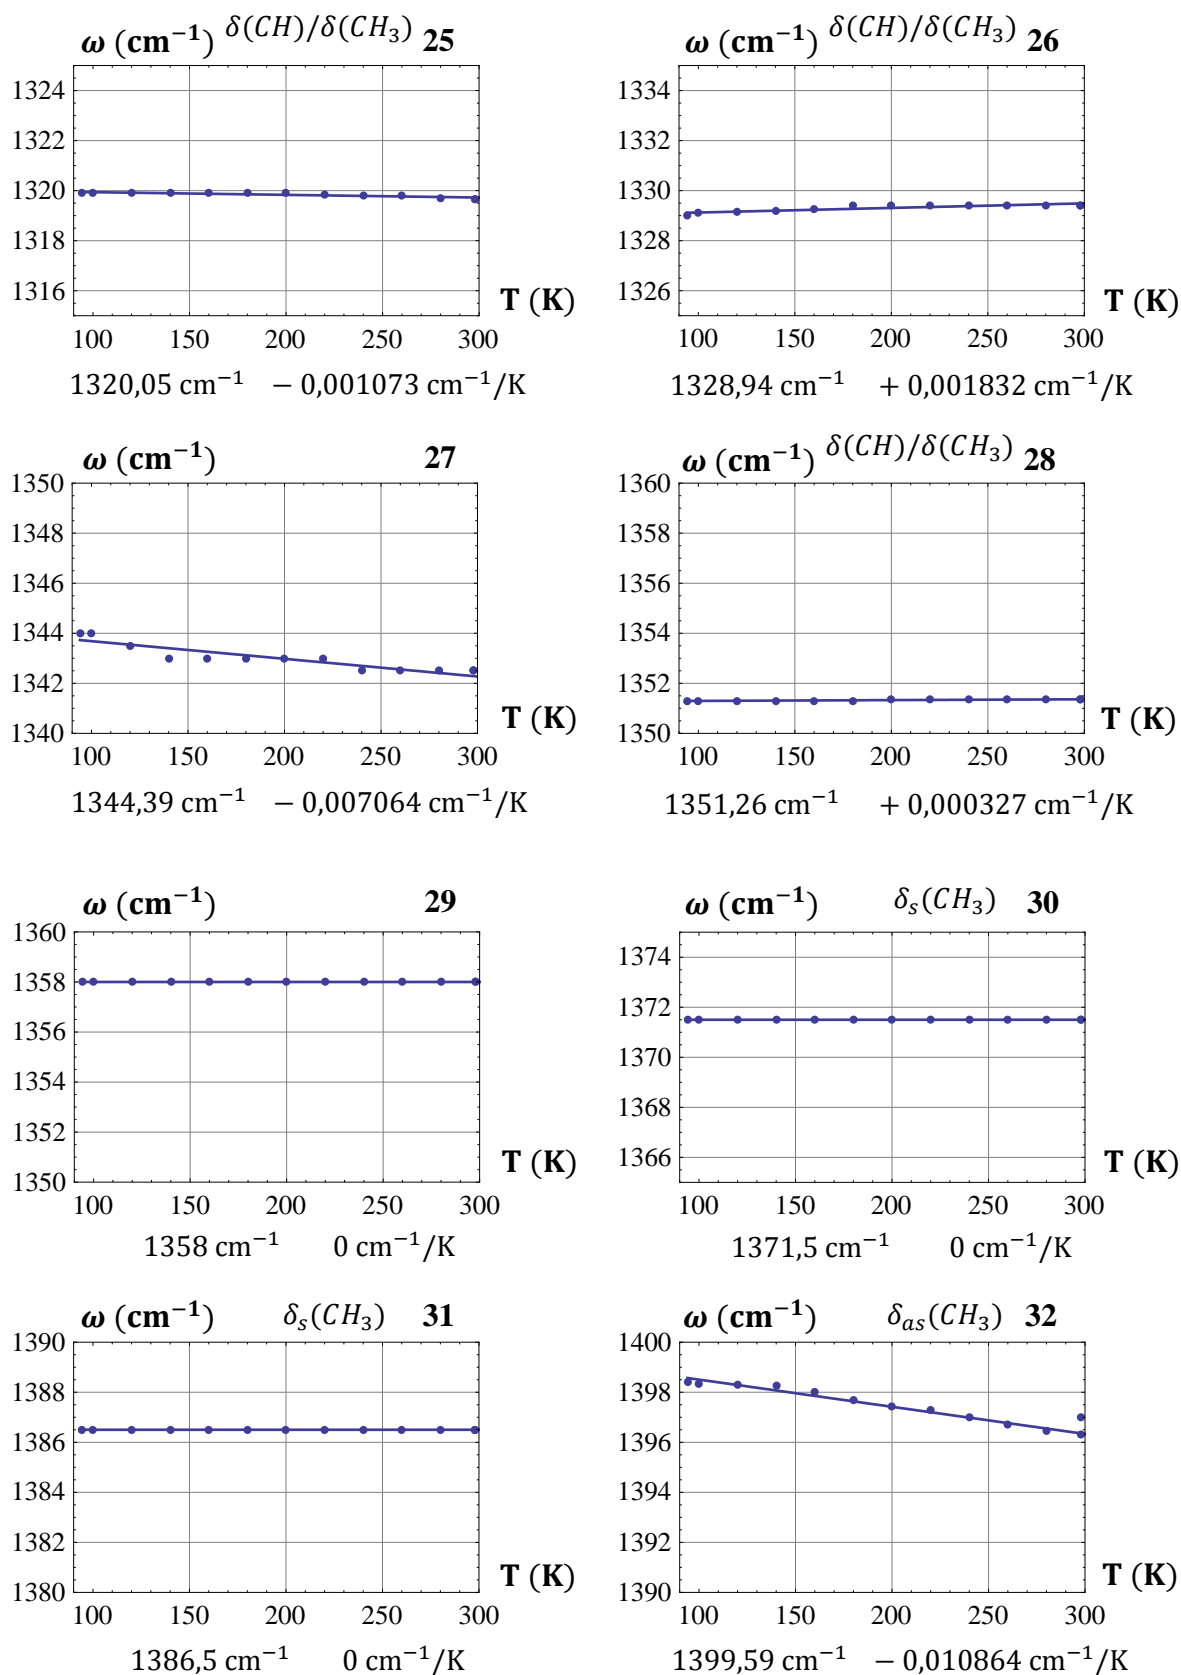 ω (cm⁻¹) δ(CH)/δ(CH₃) 25
1324
1322
1320
1318
1316
T (K)
100 150 200 250 300
1320,05 cm⁻¹ − 0,001073 cm⁻¹/K
ω (cm⁻¹) δ(CH)/δ(CH₃) 26
1334
1332
1330
1328
1326
T (K)
100 150 200 250 300
1328,94 cm⁻¹ + 0,001832 cm⁻¹/K
ω (cm⁻¹) 27
1350
1348
1346
1344
1342
1340
T (K)
100 150 200 250 300
1344,39 cm⁻¹ − 0,007064 cm⁻¹/K
ω (cm⁻¹) δ(CH)/δ(CH₃) 28
1360
1358
1356
1354
1352
1350
T (K)
100 150 200 250 300
1351,26 cm⁻¹ + 0,000327 cm⁻¹/K
ω (cm⁻¹) 29
1360
1358
1356
1354
1352
1350
T (K)
100 150 200 250 300
1358 cm⁻¹ 0 cm⁻¹/K
ω (cm⁻¹) δₛ(CH₃) 30
1374
1372
1370
1368
1366
T (K)
100 150 200 250 300
1371,5 cm⁻¹ 0 cm⁻¹/K
ω (cm⁻¹) δₛ(CH₃) 31
1390
1388
1386
1384
1382
1380
T (K)
100 150 200 250 300
1386,5 cm⁻¹ 0 cm⁻¹/K
ω (cm⁻¹) δₐₛ(CH₃) 32
1400
1398
1396
1394
1392
1390
T (K)
100 150 200 250 300
1399,59 cm⁻¹ − 0,010864 cm⁻¹/K